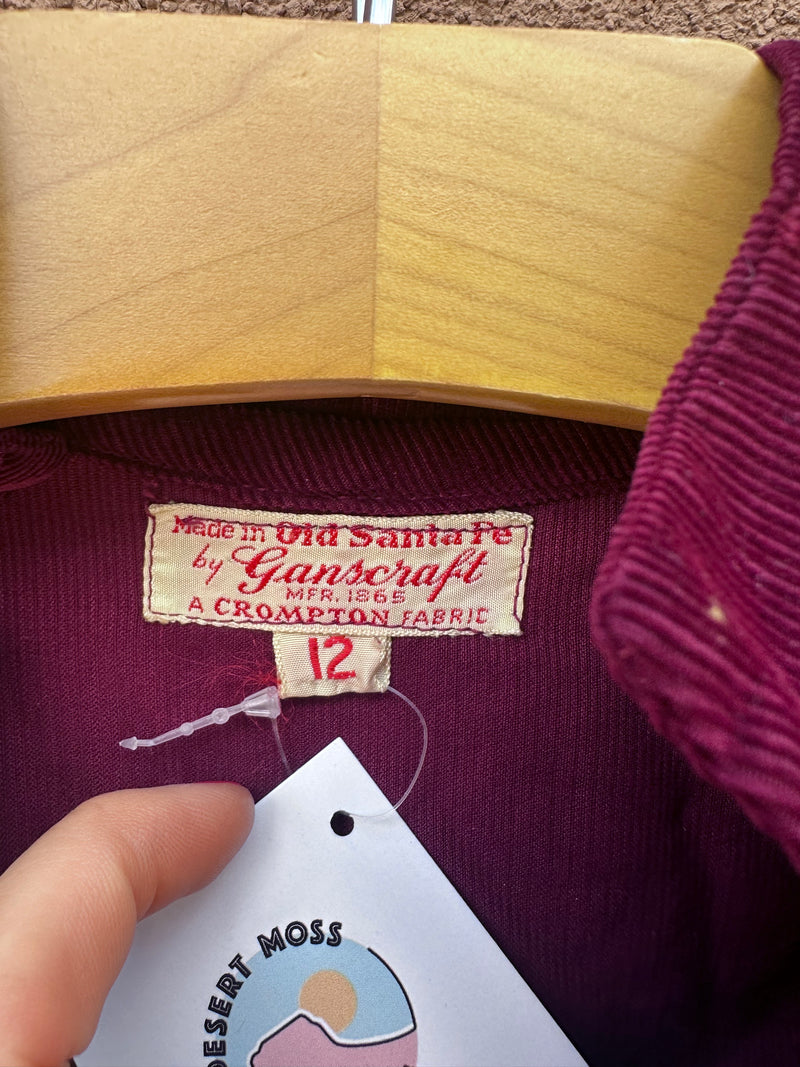 Made in Old Santa Fe
by Ganscraft
MFR. 1865
A CROMPTON FABRIC
12
DESERT MOSS